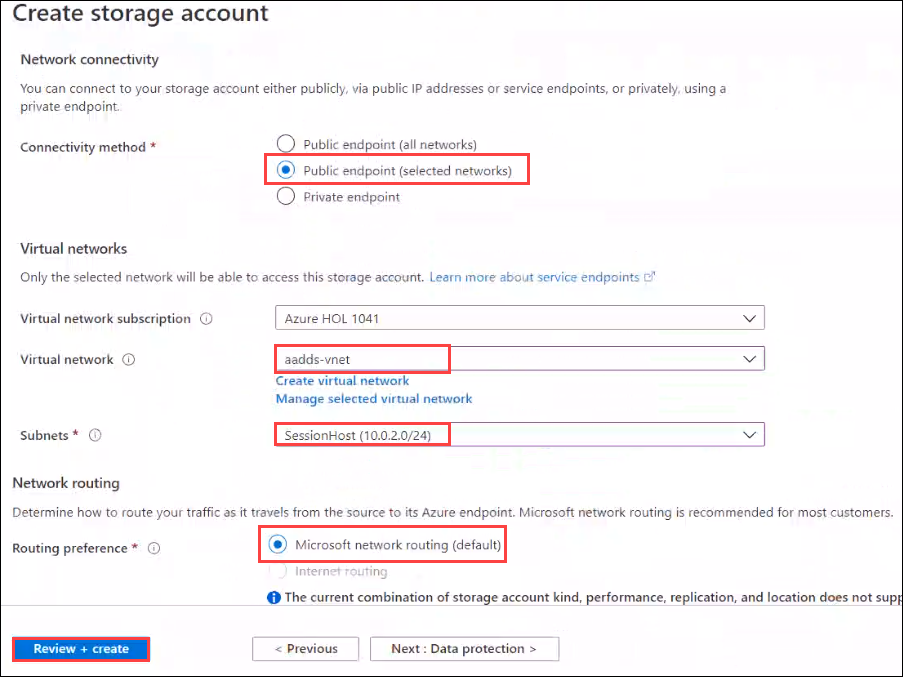 Create storage account
Network connectivity
You can connect to your storage account either publicly, via public IP addresses or service endpoints, or privately, using a
private endpoint.
Connectivity method *
Public endpoint (all networks)
Public endpoint (selected networks)
Private endpoint
Virtual networks
Only the selected network will be able to access this storage account. Learn more about service endpoints
Virtual network subscription
Azure HOL 1041
Virtual network
aadds-vnet
Create virtual network
Manage selected virtual network
Subnets *
SessionHost (10.0.2.0/24)
Network routing
Determine how to route your traffic as it travels from the source to its Azure endpoint. Microsoft network routing is recommended for most customers.
Routing preference *
Microsoft network routing (default)
Internet routing
The current combination of storage account kind, performance, replication, and location does not supp
Review + create
< Previous
Next : Data protection >